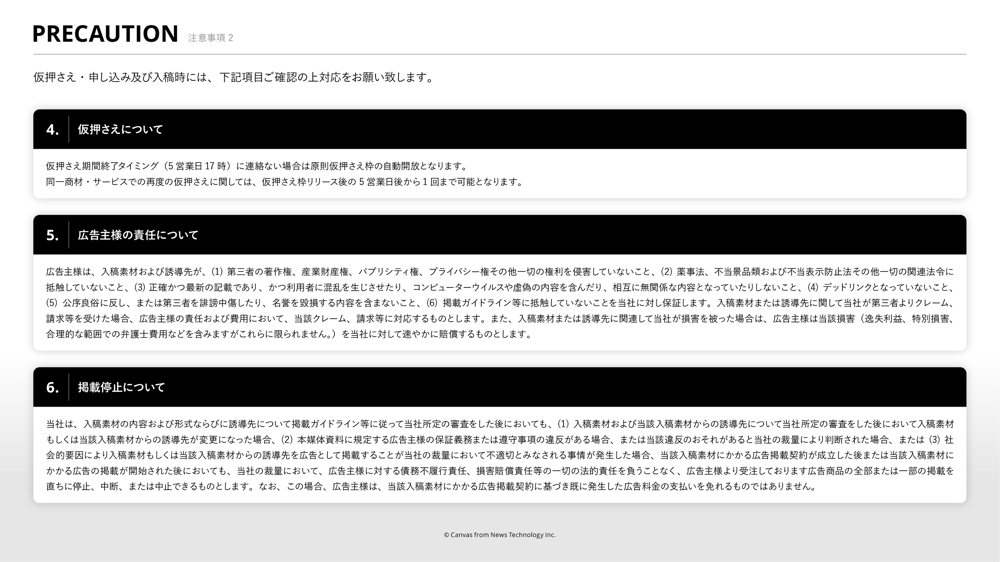 PRECAUTION 注意事項 2
仮押さえ・申し込み及び入稿時には、下記項目ご確認の上対応をお願い致します。
4. 仮押さえについて
仮押さえ期間終了タイミング（5 営業日 17 時）に連絡ない場合は原則仮押さえ枠の自動開放となります。
同一商材・サービスでの再度の仮押さえに関しては、仮押さえ枠リリース後の 5 営業日後から 1 回まで可能となります。
5. 広告主様の責任について
広告主様は、入稿素材および誘導先が、(1) 第三者の著作権、産業財産権、パブリシティ権、プライバシー権その他一切の権利を侵害していないこと、(2) 薬事法、不当景品類および不当表示防止法その他一切の関連法令に
抵触していないこと、(3) 正確かつ最新の記載であり、かつ利用者に混乱を生じさせたり、コンピューターウイルスや虚偽の内容を含んだり、相互に無関係な内容となっていたりしないこと、(4) デッドリンクとなっていないこと、
(5) 公序良俗に反し、または第三者を誹謗中傷したり、名誉を毀損する内容を含まないこと、(6) 掲載ガイドライン等に抵触していないことを当社に対し保証します。入稿素材または誘導先に関して当社が第三者よりクレーム、
請求等を受けた場合、広告主様の責任および費用において、当該クレーム、請求等に対応するものとします。また、入稿素材または誘導先に関連して当社が損害を被った場合は、広告主様は当該損害（逸失利益、特別損害、
合理的な範囲での弁護士費用などを含みますがこれらに限られません。）を当社に対して速やかに賠償するものとします。
6. 掲載停止について
当社は、入稿素材の内容および形式ならびに誘導先について掲載ガイドライン等に従って当社所定の審査をした後においても、(1) 入稿素材および当該入稿素材からの誘導先について当社所定の審査をした後において入稿素材
もしくは当該入稿素材からの誘導先が変更になった場合、(2) 本媒体資料に規定する広告主様の保証義務または遵守事項の違反がある場合、または当該違反のおそれがあると当社の裁量により判断された場合、または (3) 社
会的要因により入稿素材もしくは当該入稿素材からの誘導先を広告として掲載することが当社の裁量において不適切とみなされる事情が発生した場合、当該入稿素材にかかる広告掲載契約が成立した後または当該入稿素材に
かかる広告の掲載が開始された後においても、当社の裁量において、広告主様に対する債務不履行責任、損害賠償責任等の一切の法的責任を負うことなく、広告主様より受注しております広告商品の全部または一部の掲載を
直ちに停止、中断、または中止できるものとします。なお、この場合、広告主様は、当該入稿素材にかかる広告掲載契約に基づき既に発生した広告料金の支払いを免れるものではありません。
© Canvas from News Technology Inc.